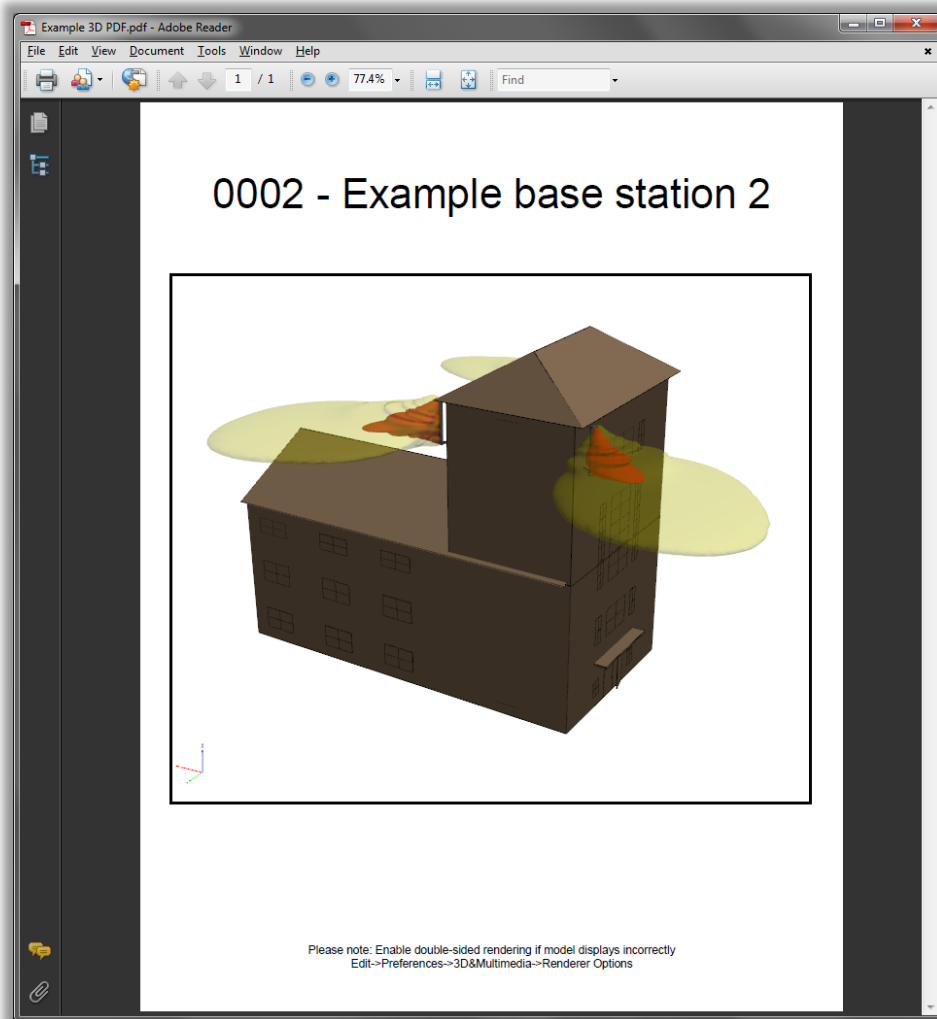 Example 3D PDF.pdf - Adobe Reader
File Edit View Document Tools Window Help
1 / 1 77.4% Find
0002 - Example base station 2
Please note: Enable double-sided rendering if model displays incorrectly
Edit->Preferences->3D&Multimedia->Renderer Options